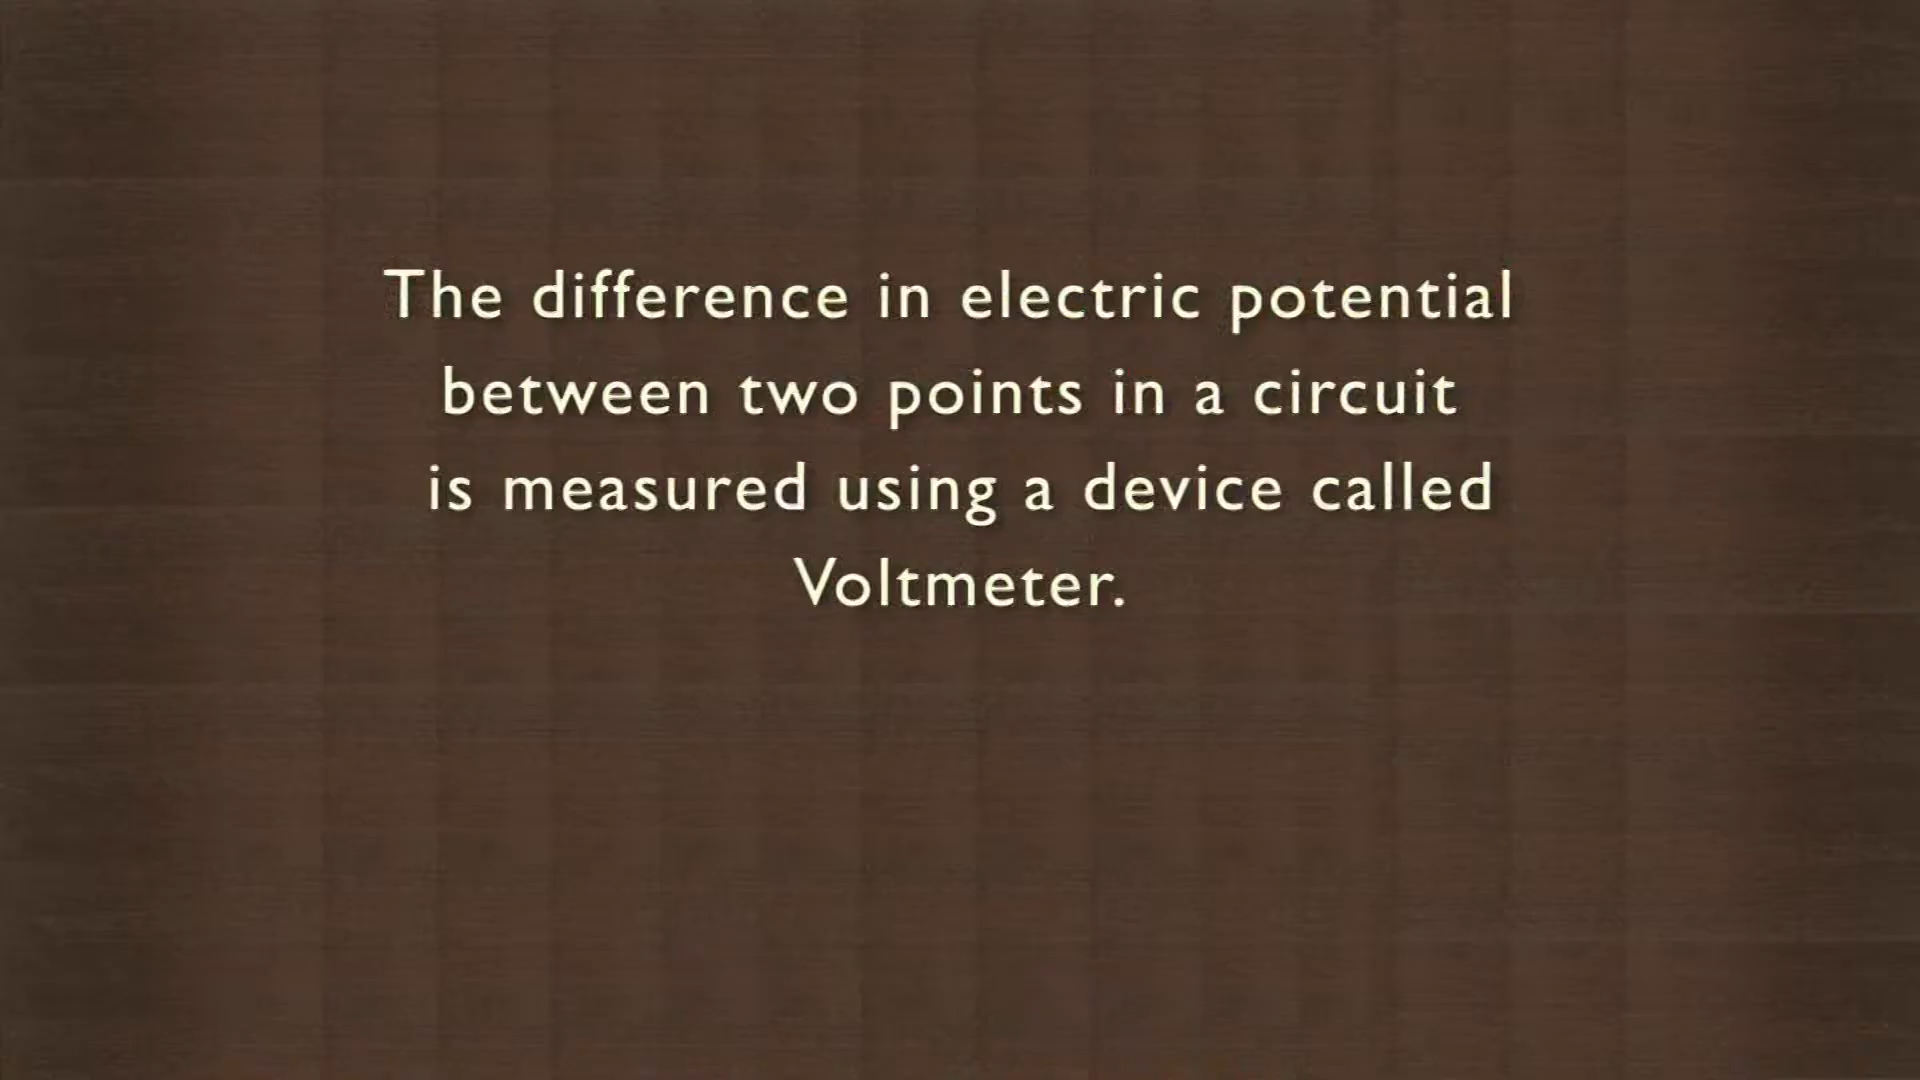 The difference in electric potential
between two points in a circuit
is measured using a device called
Voltmeter.